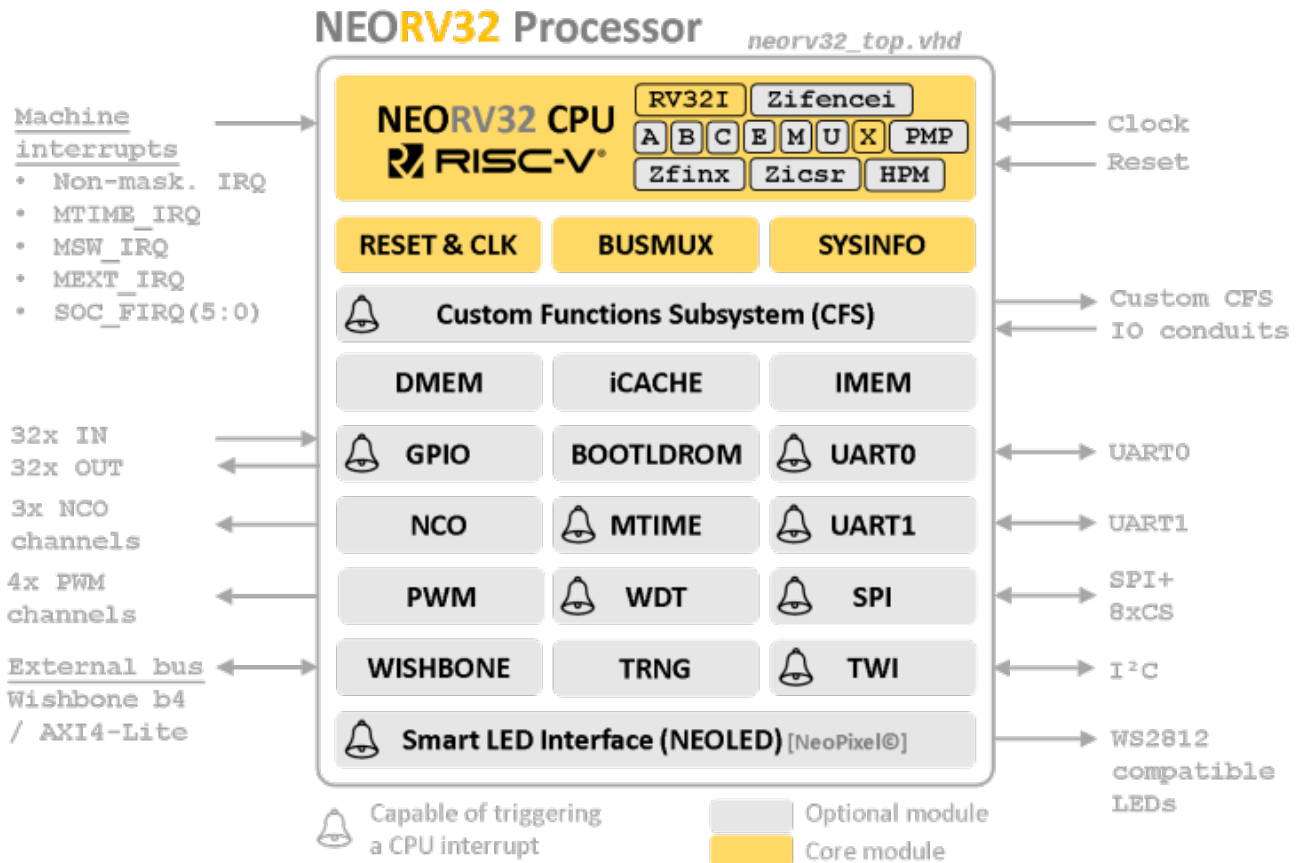 NEORV32 Processor
neorv32_top.vhd
Machine
interrupts
• Non-mask. IRQ
• MTIME_IRQ
• MSW_IRQ
• MEXT_IRQ
• SOC_FIRQ(5:0)
32x IN
32x OUT
3x NCO
channels
4x PWM
channels
External bus
Wishbone b4
/ AXI4-Lite
NEORV32 CPU
RISC-V®
RV32I Zifencei
A B C E M U X PMP
Zfinx Zicsr HPM
RESET & CLK BUSMUX SYSINFO
Custom Functions Subsystem (CFS)
DMEM iCACHE IMEM
GPIO BOOTLDROM UART0
NCO MTIME UART1
PWM WDT SPI
WISHBONE TRNG TWI
Smart LED Interface (NEOLED) [NeoPixel©]
Clock
Reset
Custom CFS
IO conduits
UART0
UART1
SPI+
8xCS
I²C
WS2812
compatible
LEDs
Capable of triggering
a CPU interrupt
Optional module
Core module